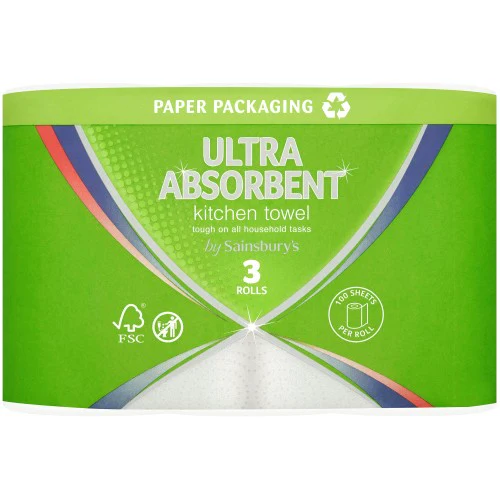 PAPER PACKAGING
ULTRA
ABSORBENT
kitchen towel
tough on all household tasks
by Sainsbury's
3
ROLLS
100 SHEETS
PER ROLL
FSC